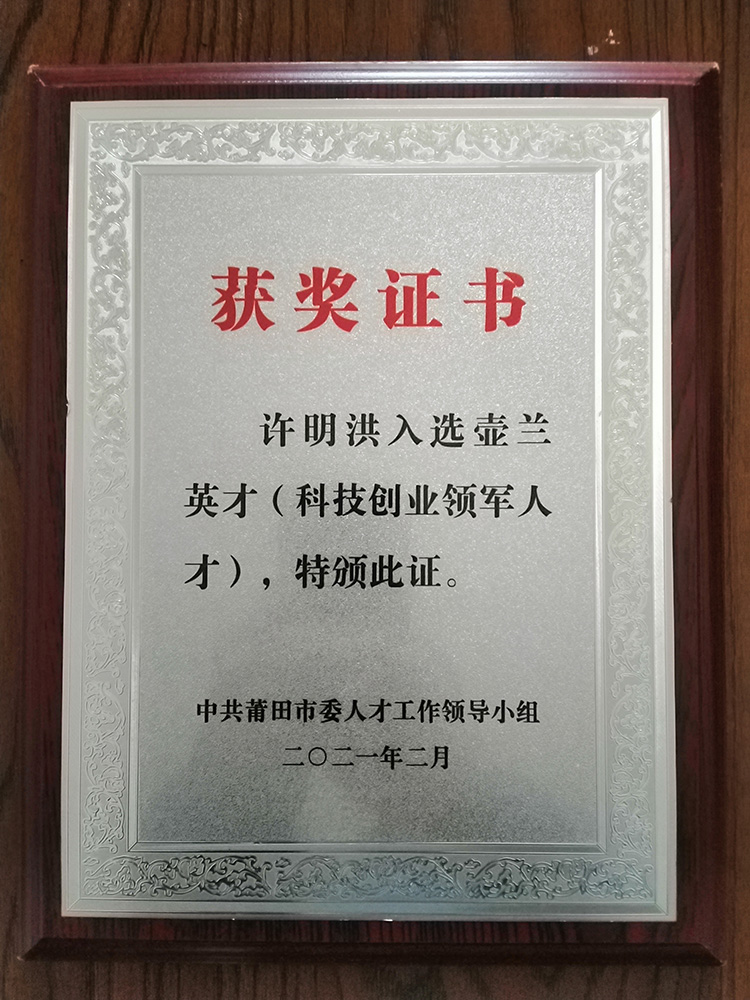 获奖证书
许明洪入选壶兰
英才（科技创业领军人
才），特颁此证。
中共莆田市委人才工作领导小组
二〇二一年二月